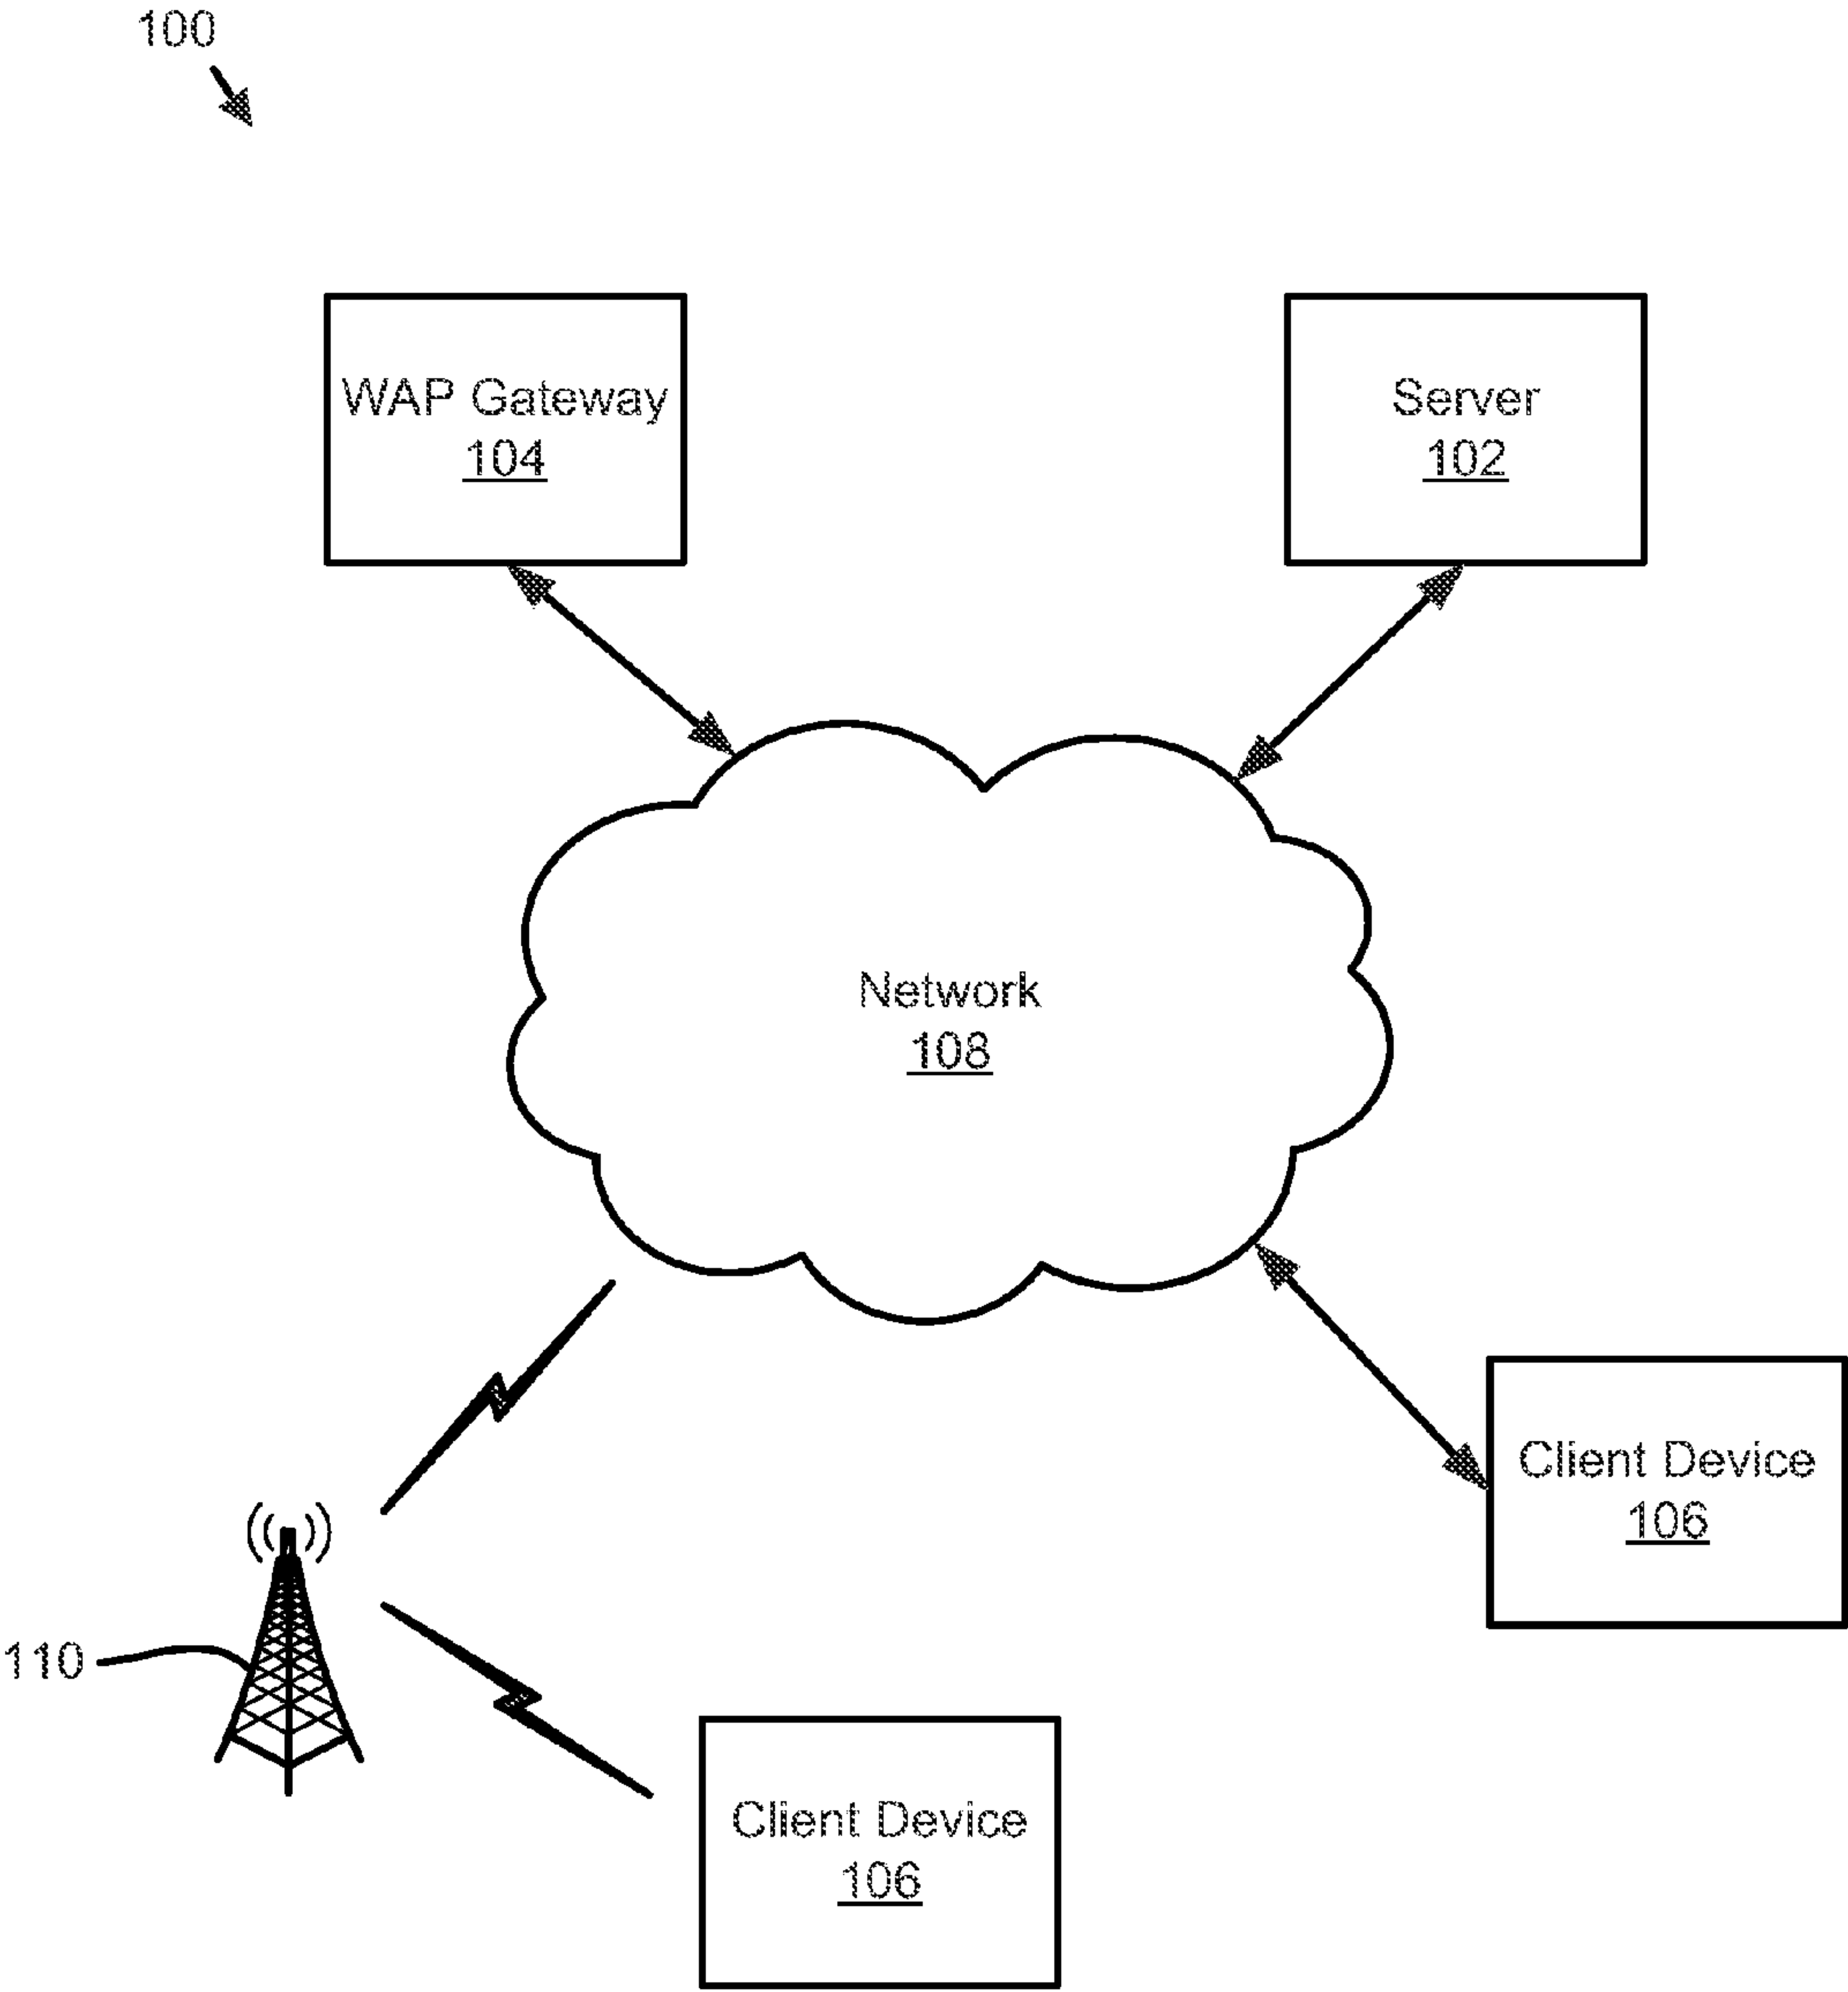 100
WAP Gateway
104
Server
102
Network
108
Client Device
106
110
Client Device
106